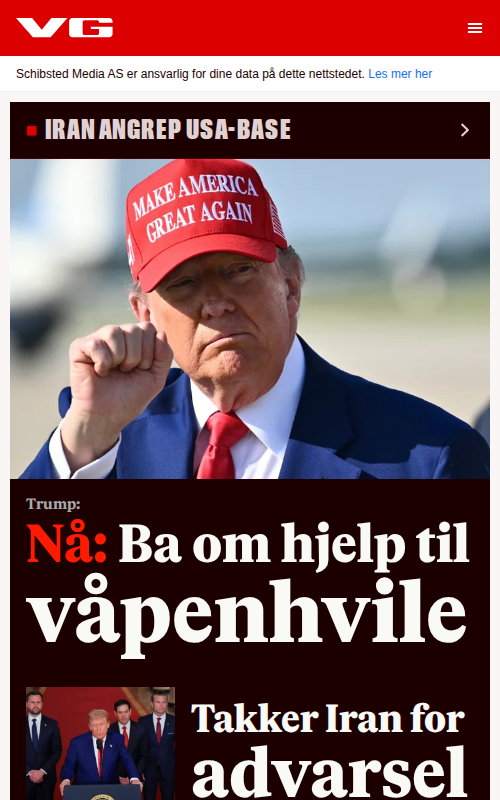 VG
Schibsted Media AS er ansvarlig for dine data på dette nettstedet. Les mer her
IRAN ANGREP USA-BASE
MAKE AMERICA
GREAT AGAIN
Trump:
Nå: Ba om hjelp til
våpenhvile
Takker Iran for
advarsel